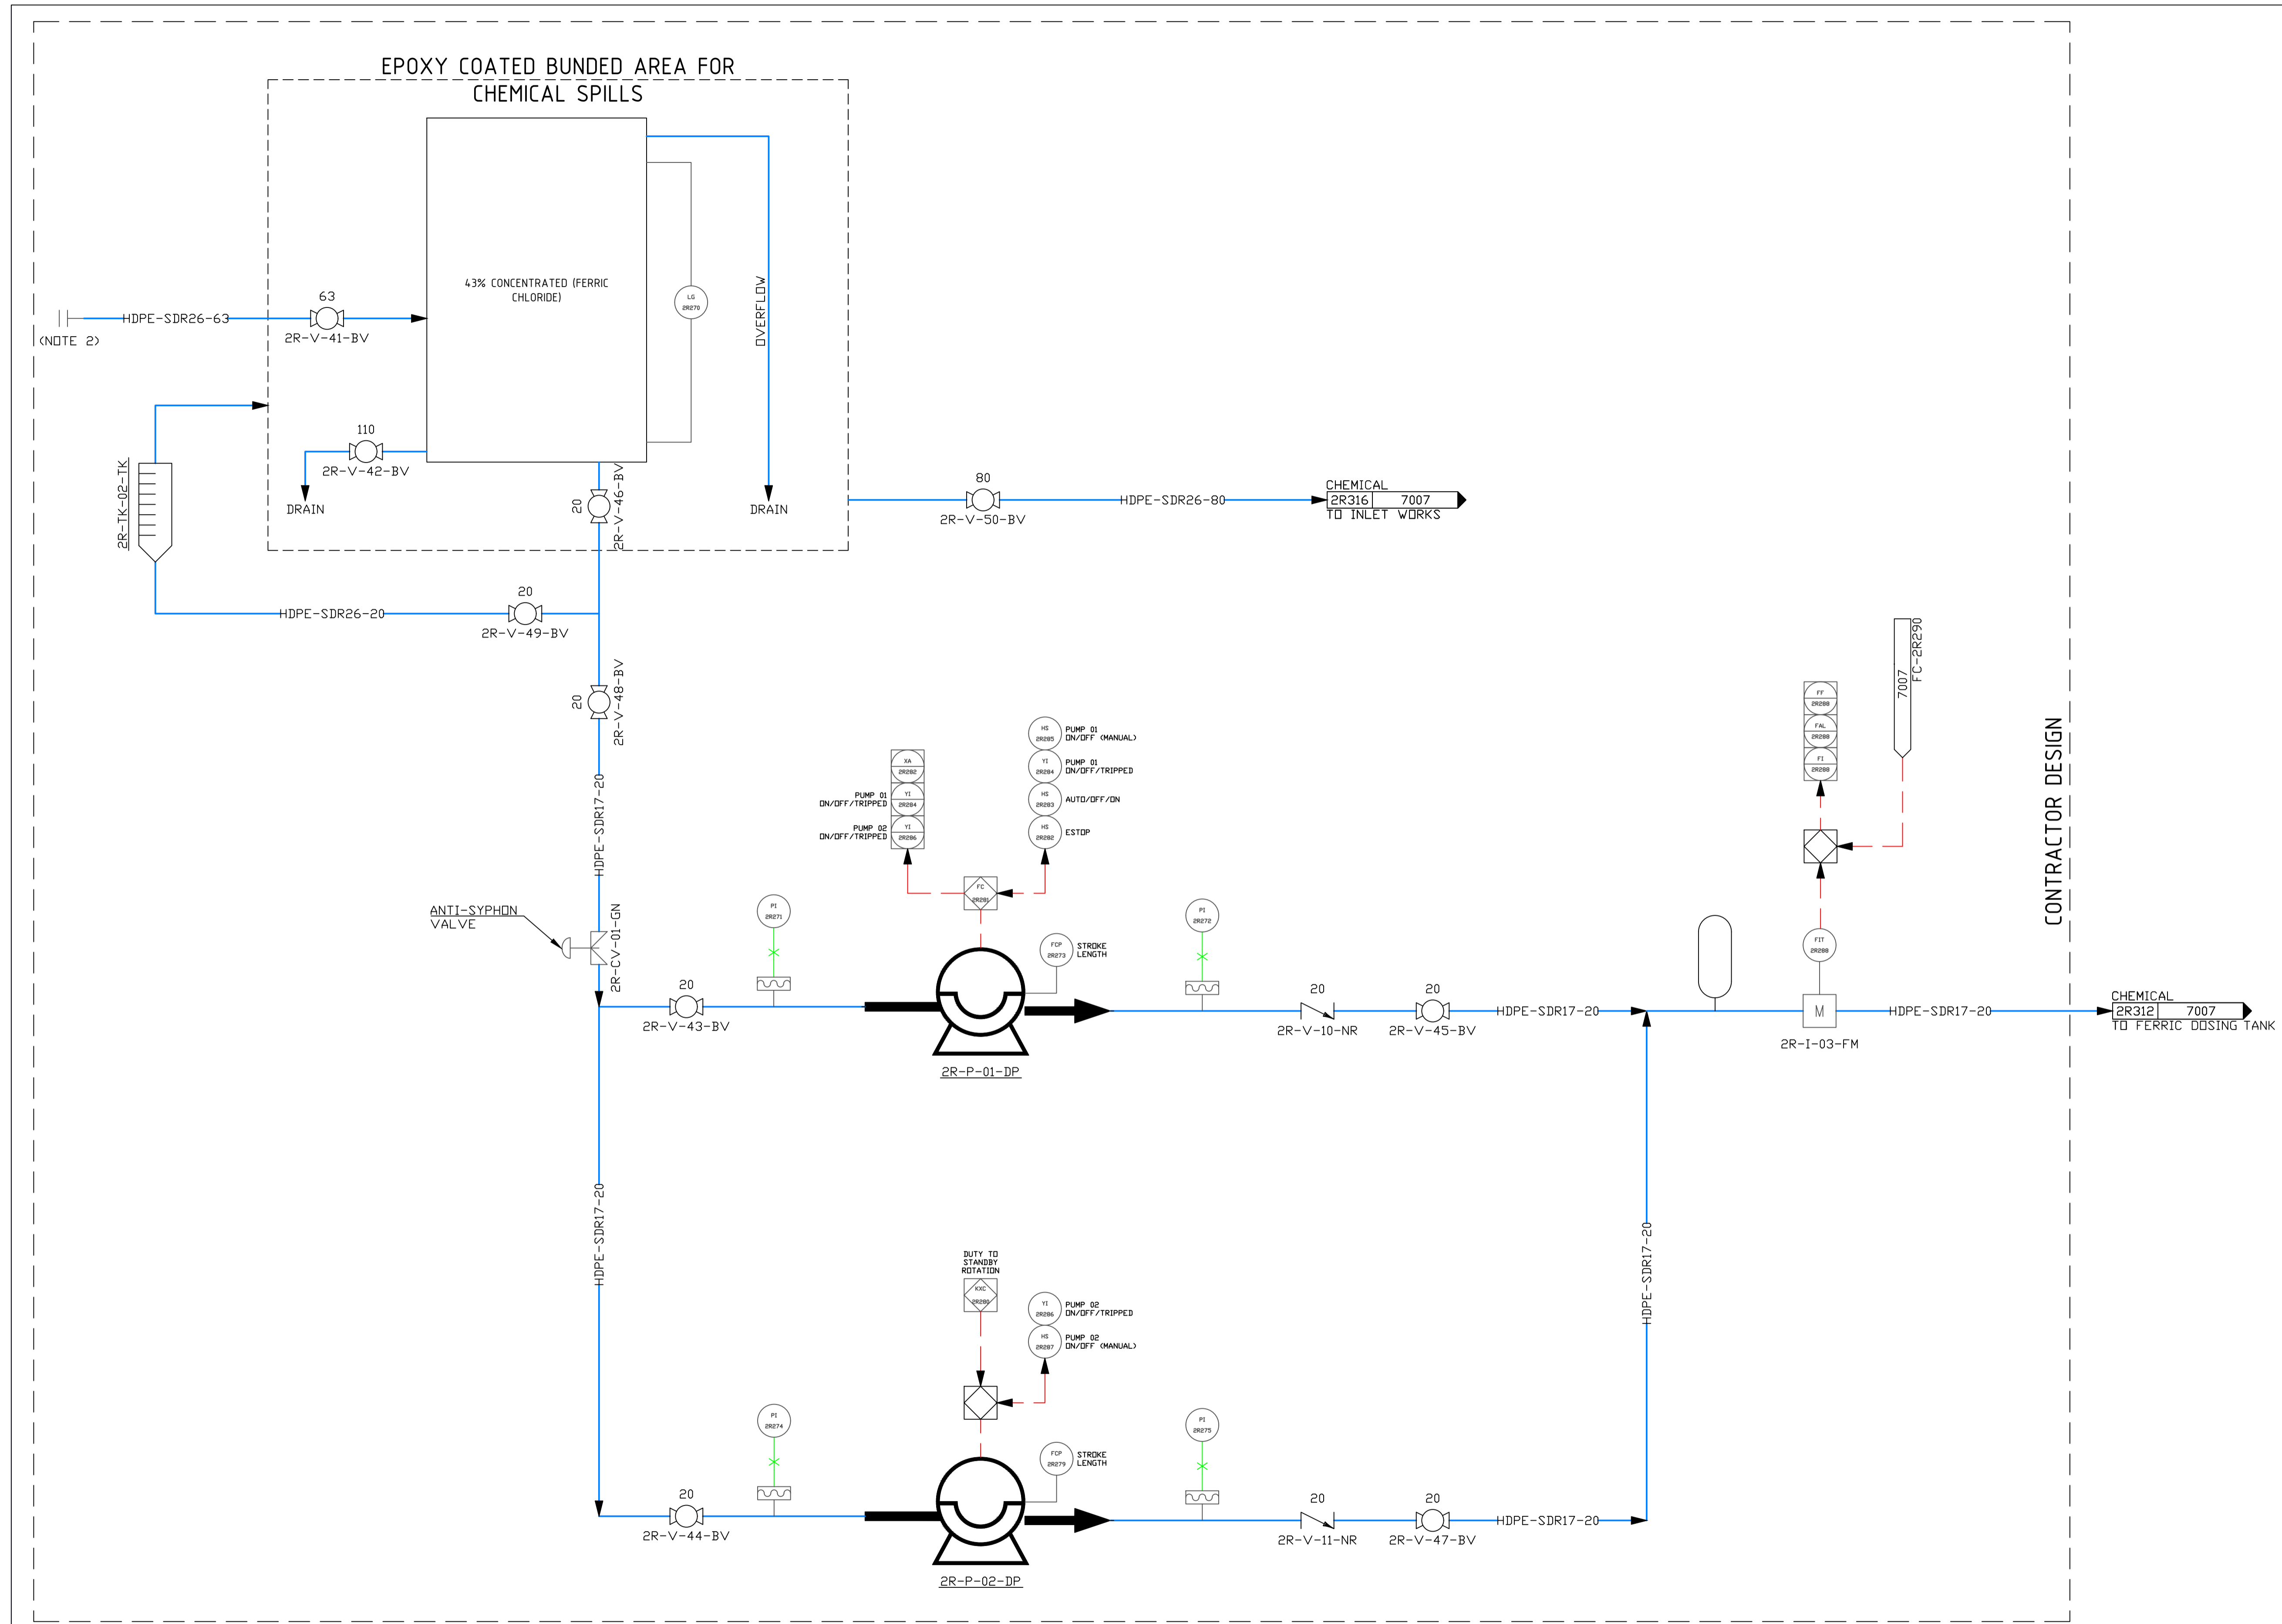 EPOXY COATED BUNDED AREA FOR
CHEMICAL SPILLS
43% CONCENTRATED (FERRIC
CHLORIDE)
LG
2R270
OVERFLOW
63
HDPE-SDR26-63
2R-V-41-BV
(NOTE 2)
110
2R-V-42-BV
DRAIN
DRAIN
2R-TK-02-TK
20
2R-V-46-BV
80
2R-V-50-BV
HDPE-SDR26-80
CHEMICAL
2R316 7007
TO INLET WORKS
HDPE-SDR26-20
20
2R-V-49-BV
20
2R-V-48-BV
HDPE-SDR17-20
ANTI-SYPHON
VALVE
2R-CV-01-GN
XA
2R282
PUMP 01
ON/OFF/TRIPPED
YI
2R284
PUMP 02
ON/OFF/TRIPPED
YI
2R286
HS
2R285
PUMP 01
ON/OFF (MANUAL)
YI
2R284
PUMP 01
ON/OFF/TRIPPED
HS
2R283
AUTO/OFF/ON
HS
2R282
ESTOP
FC
2R281
PI
2R271
FCP
2R273
STROKE
LENGTH
PI
2R272
20
2R-V-43-BV
2R-P-01-DP
20
2R-V-10-NR
20
2R-V-45-BV
HDPE-SDR17-20
FF
2R288
FAL
2R288
FI
2R288
7007
FC-2R290
FIT
2R288
M
2R-I-03-FM
HDPE-SDR17-20
CONTRACTOR DESIGN
CHEMICAL
2R312 7007
TO FERRIC DOSING TANK
HDPE-SDR17-20
HDPE-SDR17-20
DUTY TO
STANDBY
ROTATION
KXC
2R280
YI
2R286
PUMP 02
ON/OFF/TRIPPED
HS
2R287
PUMP 02
ON/OFF (MANUAL)
PI
2R274
FCP
2R279
STROKE
LENGTH
PI
2R275
20
2R-V-44-BV
2R-P-02-DP
20
2R-V-11-NR
20
2R-V-47-BV
HDPE-SDR17-20